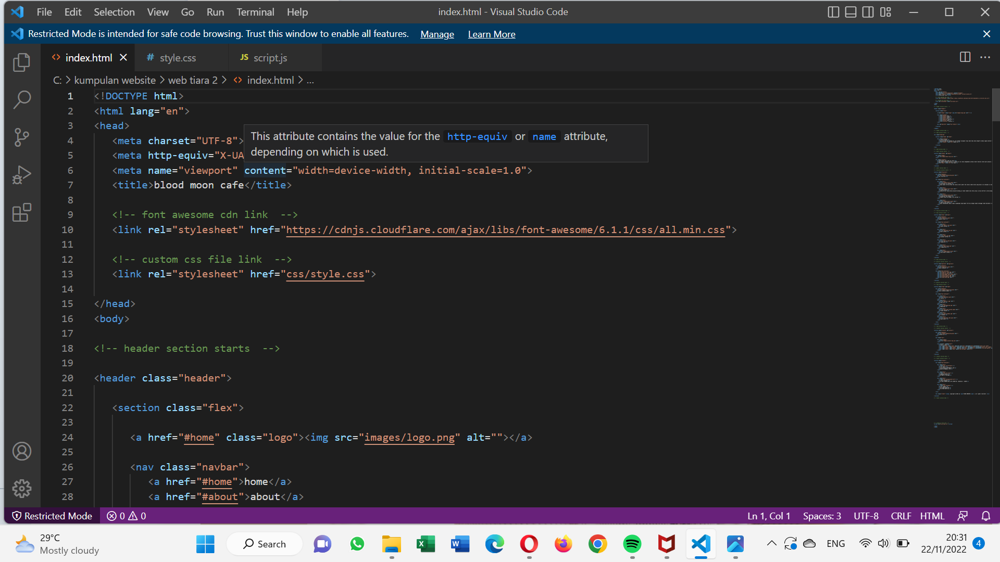 File Edit Selection View Go Run Terminal Help
index.html - Visual Studio Code
Restricted Mode is intended for safe code browsing. Trust this window to enable all features. Manage Learn More
index.html
# style.css
JS script.js
C: > kumpulan website > web tiara 2 > <> index.html > ...
1 <!DOCTYPE html>
2 <html lang="en">
3 <head>
4 <meta charset="UTF-8">
5 <meta http-equiv="X-UA
This attribute contains the value for the http-equiv or name attribute,
depending on which is used.
6 <meta name="viewport" content="width=device-width, initial-scale=1.0">
7 <title>blood moon cafe</title>
8
9 <!-- font awesome cdn link  -->
10 <link rel="stylesheet" href="https://cdnjs.cloudflare.com/ajax/libs/font-awesome/6.1.1/css/all.min.css">
11
12 <!-- custom css file link  -->
13 <link rel="stylesheet" href="css/style.css">
14
15 </head>
16 <body>
17
18 <!-- header section starts  -->
19
20 <header class="header">
21
22 <section class="flex">
23
24 <a href="#home" class="logo"><img src="images/logo.png" alt=""></a>
25
26 <nav class="navbar">
27 <a href="#home">home</a>
28 <a href="#about">about</a>
Restricted Mode 0 0
Ln 1, Col 1 Spaces: 3 UTF-8 CRLF HTML
29°C
Mostly cloudy
Search
ENG
20:31
22/11/2022
4